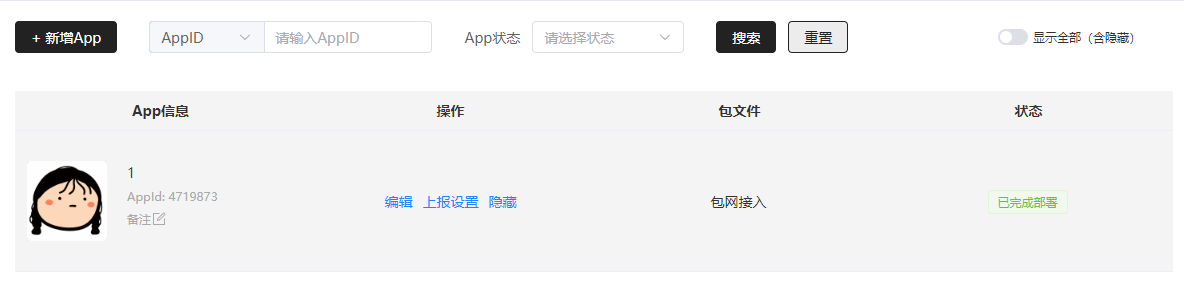 + 新增App AppID 请输入AppID App状态 请选择状态 搜索 重置 显示全部（含隐藏）
App信息 操作 包文件 状态
1
AppId: 4719873
备注
编辑 上报设置 隐藏 包网接入 已完成部署